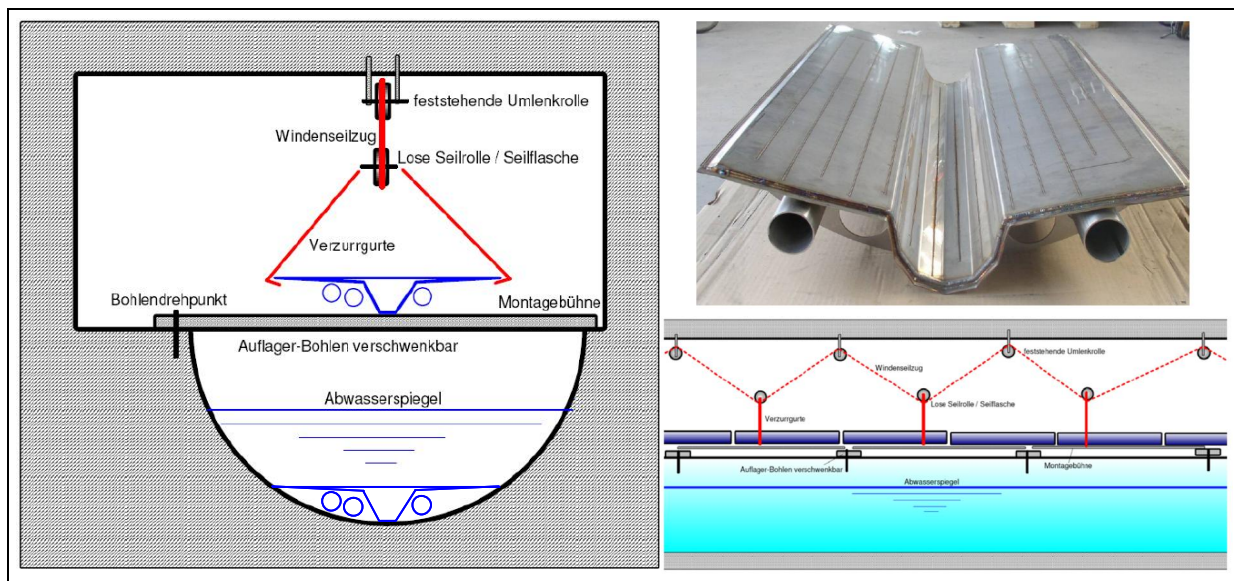 feststehende Umlenkrolle
Windenseilzug
Lose Seilrolle / Seilflasche
Verzurrgurte
Bohlendrehpunkt
Montagebühne
Auflager-Bohlen verschwenkbar
Abwasserspiegel
feststehende Umlenkrolle
Windenseilzug
Lose Seilrolle / Seilflasche
Verzurrgurte
Auflager-Bohlen verschwenkbar
Montagebühne
Abwasserspiegel